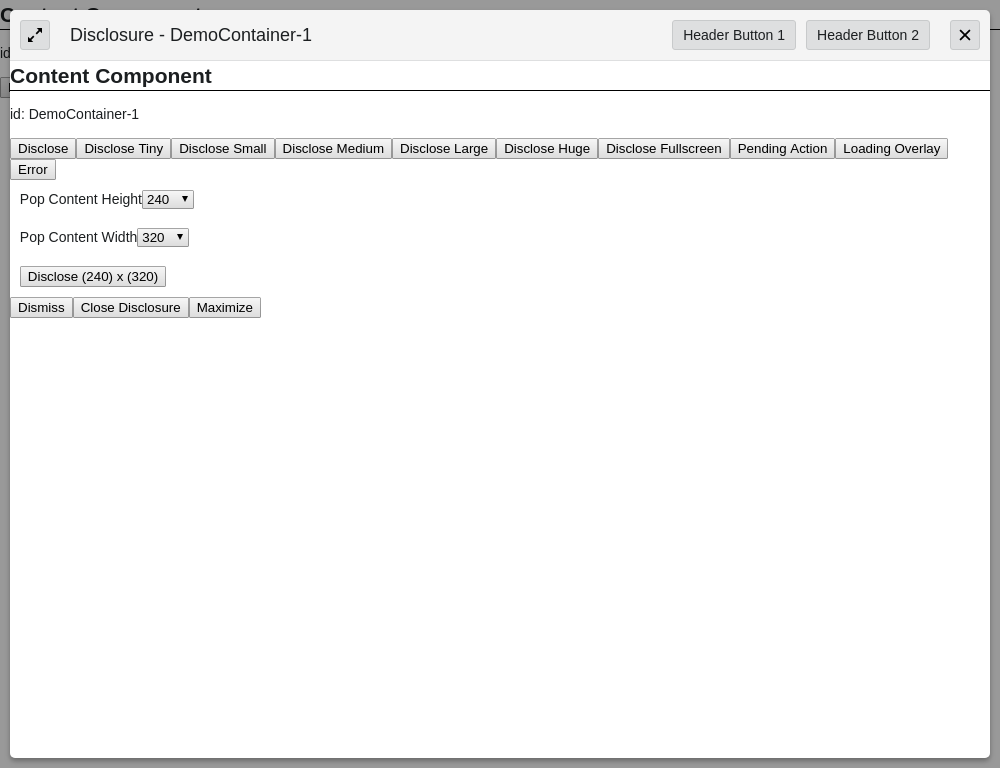 Disclosure - DemoContainer-1 Header Button 1 Header Button 2
Content Component
id: DemoContainer-1
Disclose Disclose Tiny Disclose Small Disclose Medium Disclose Large Disclose Huge Disclose Fullscreen Pending Action Loading Overlay
Error
Pop Content Height 240
Pop Content Width 320
Disclose (240) x (320)
Dismiss Close Disclosure Maximize
id